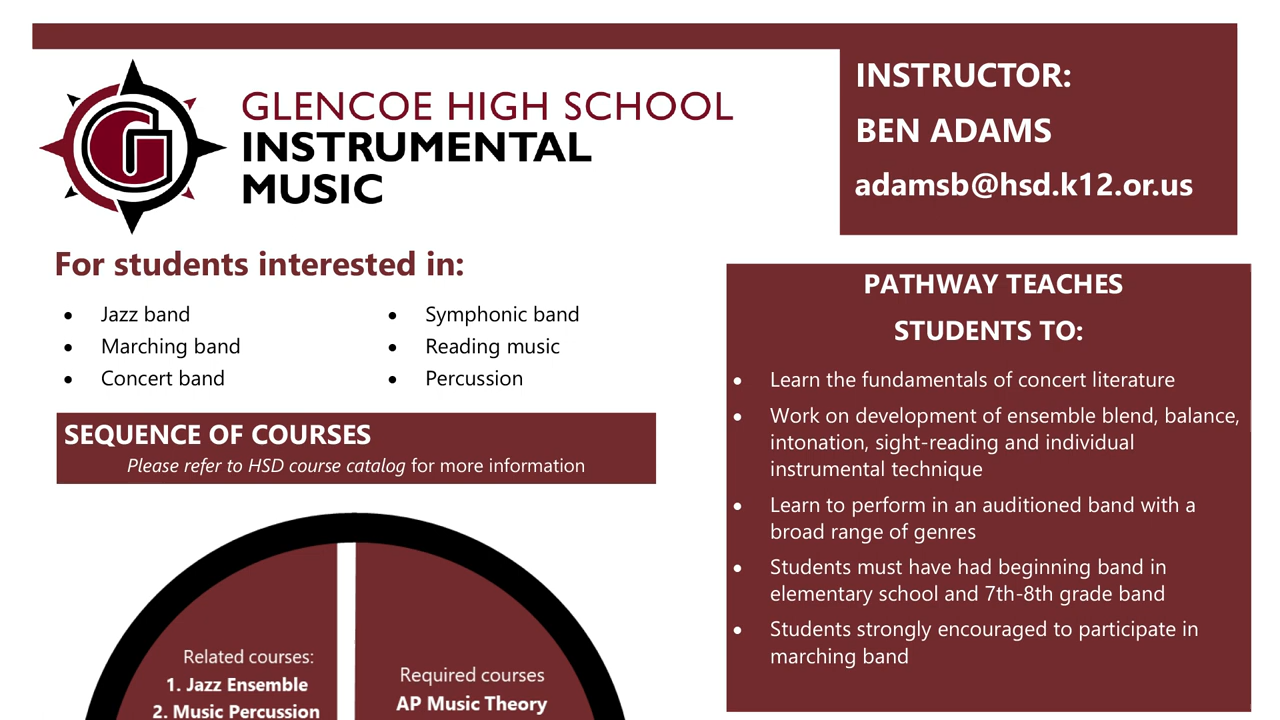 GLENCOE HIGH SCHOOL
INSTRUMENTAL
MUSIC
INSTRUCTOR:
BEN ADAMS
adamsb@hsd.k12.or.us
For students interested in:
• Jazz band
• Marching band
• Concert band
• Symphonic band
• Reading music
• Percussion
SEQUENCE OF COURSES
Please refer to HSD course catalog for more information
Related courses:
1. Jazz Ensemble
2. Music Percussion
Required courses
AP Music Theory
PATHWAY TEACHES
STUDENTS TO:
• Learn the fundamentals of concert literature
• Work on development of ensemble blend, balance,
intonation, sight-reading and individual
instrumental technique
• Learn to perform in an auditioned band with a
broad range of genres
• Students must have had beginning band in
elementary school and 7th-8th grade band
• Students strongly encouraged to participate in
marching band